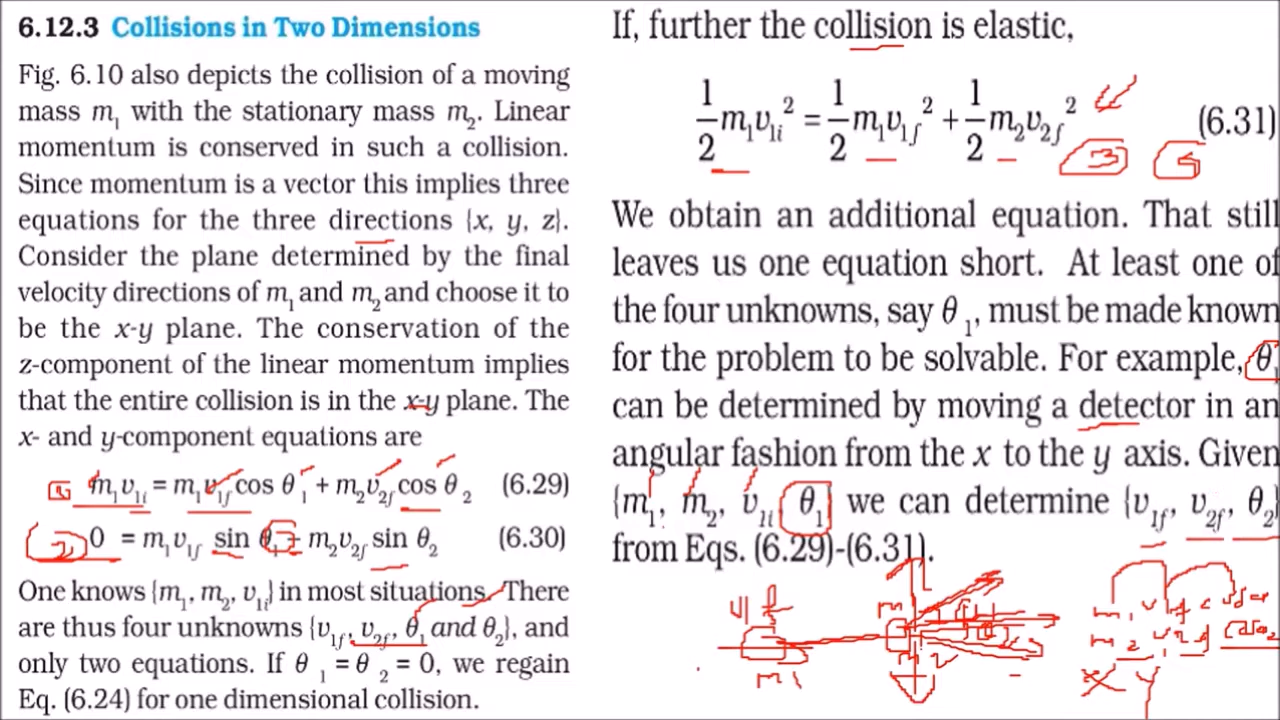 6.12.3 Collisions in Two Dimensions
Fig. 6.10 also depicts the collision of a moving
mass m₁ with the stationary mass m₂. Linear
momentum is conserved in such a collision.
Since momentum is a vector this implies three
equations for the three directions {x, y, z}.
Consider the plane determined by the final
velocity directions of m₁ and m₂ and choose it to
be the x-y plane. The conservation of the
z-component of the linear momentum implies
that the entire collision is in the x-y plane. The
x- and y-component equations are
m₁v₁ᵢ = m₁v₁f cos θ₁ + m₂v₂f cos θ₂ (6.29)
0 = m₁v₁f sin θ₁ − m₂v₂f sin θ₂ (6.30)
One knows {m₁, m₂, v₁ᵢ} in most situations. There
are thus four unknowns {v₁f, v₂f, θ₁ and θ₂}, and
only two equations. If θ₁ = θ₂ = 0, we regain
Eq. (6.24) for one dimensional collision.
If, further the collision is elastic,
1/2 m₁v₁ᵢ² = 1/2 m₁v₁f² + 1/2 m₂v₂f² (6.31)
3
We obtain an additional equation. That still
leaves us one equation short. At least one of
the four unknowns, say θ₁, must be made known
for the problem to be solvable. For example, θ₁
can be determined by moving a detector in an
angular fashion from the x to the y axis. Given
{m₁, m₂, v₁ᵢ, θ₁} we can determine {v₁f, v₂f, θ₂}
from Eqs. (6.29)-(6.31).
m₁
X Y